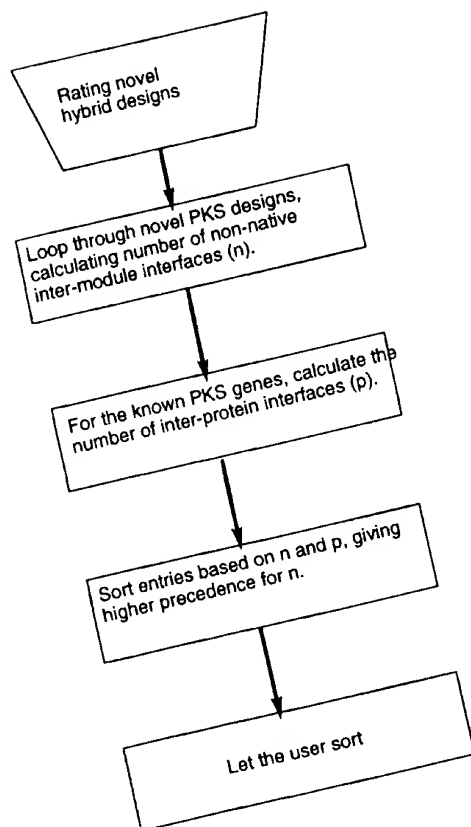 Rating novel
hybrid designs
Loop through novel PKS designs,
calculating number of non-native
inter-module interfaces (n).
For the known PKS genes, calculate the
number of inter-protein interfaces (p).
Sort entries based on n and p, giving
higher precedence for n.
Let the user sort